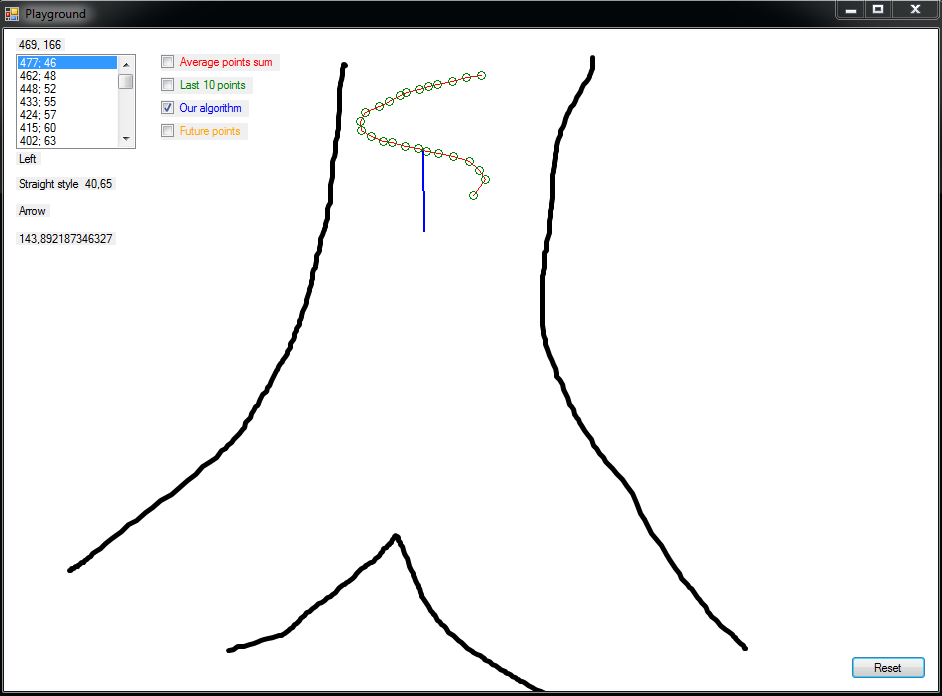 Playground
469, 166
477; 46
462; 48
448; 52
433; 55
424; 57
415; 60
402; 63
Average points sum
Last 10 points
Our algorithm
Future points
Left
Straight style 40,65
Arrow
143,892187346327
Reset